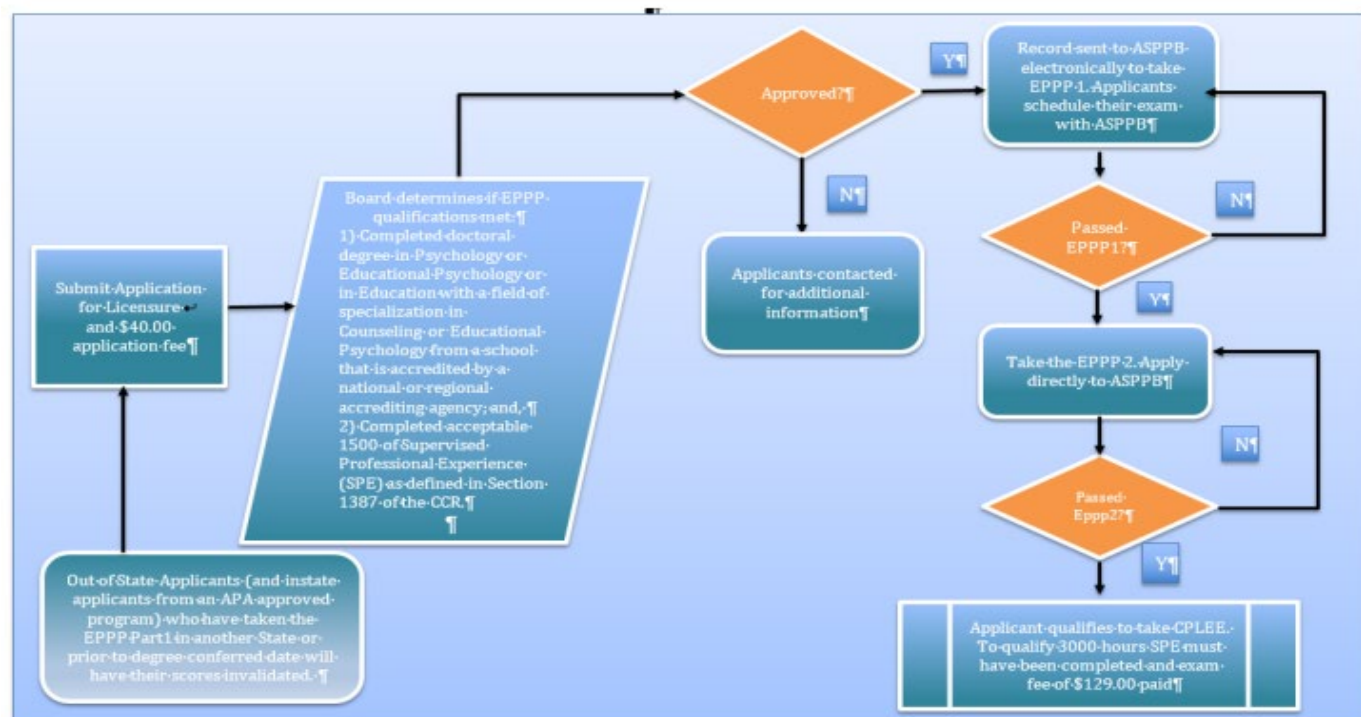 Submit Application
for Licensure
and $40.00
application fee
Out of State Applicants (and instate
applicants from an APA approved
program) who have taken the
EPPP Part1 in another State or
prior to degree conferred date will
have their scores invalidated.
Board determines if EPPP
qualifications met:
1) Completed doctoral
degree in Psychology or
Educational Psychology or
in Education with a field of
specialization in
Counseling or Educational
Psychology from a school
that is accredited by a
national or regional
accrediting agency; and,
2) Completed acceptable
1500 of Supervised
Professional Experience
(SPE) as defined in Section
1387 of the CCR.
Approved?
Y
N
Applicants contacted
for additional
information
Record sent to ASPPB
electronically to take
EPPP 1. Applicants
schedule their exam
with ASPPB
Passed
EPPP1?
N
Y
Take the EPPP 2. Apply
directly to ASPPB
N
Passed
Eppp2?
Y
Applicant qualifies to take CPLEE.
To qualify 3000 hours SPE must
have been completed and exam
fee of $129.00 paid